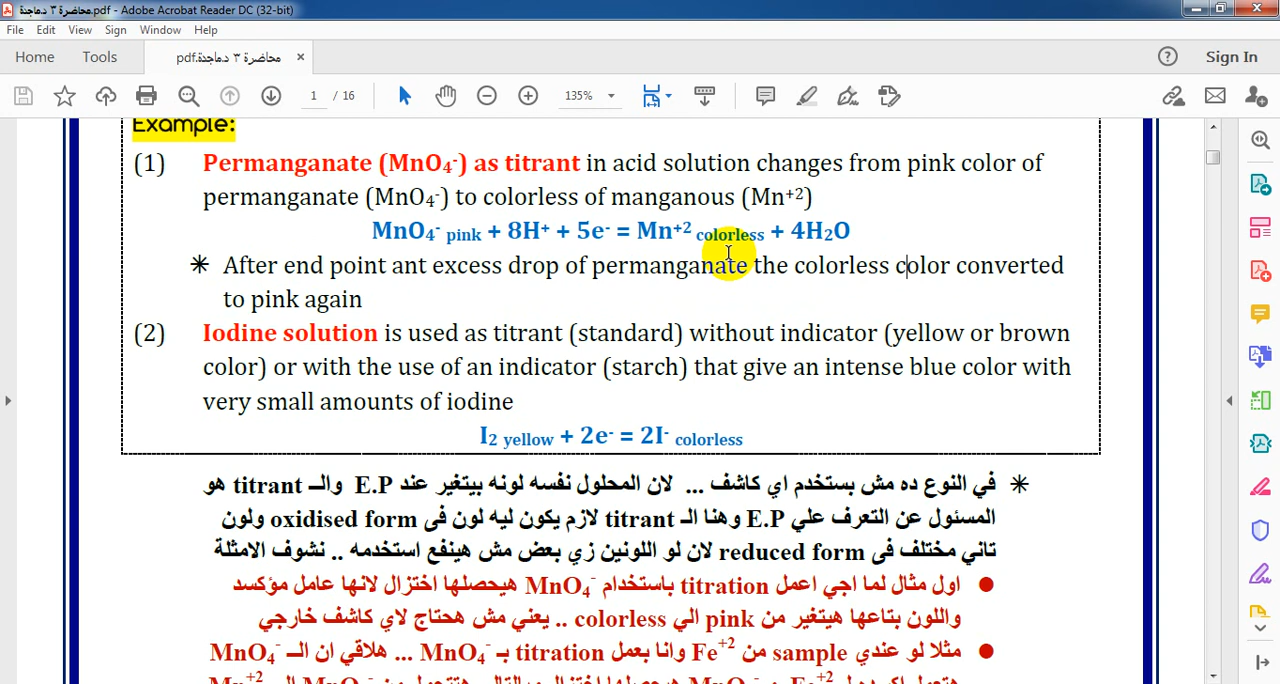 محاضرة ٣ د.ماجدة.pdf - Adobe Acrobat Reader DC (32-bit)
File Edit View Sign Window Help
Home Tools محاضرة ٣ د.ماجدة.pdf × Sign In
1 / 16 135%
Example:
(1) Permanganate (MnO₄⁻) as titrant in acid solution changes from pink color of
permanganate (MnO₄⁻) to colorless of manganous (Mn⁺²)
MnO₄⁻ pink + 8H⁺ + 5e⁻ = Mn⁺² colorless + 4H₂O
✳ After end point ant excess drop of permanganate the colorless color converted
to pink again
(2) Iodine solution is used as titrant (standard) without indicator (yellow or brown
color) or with the use of an indicator (starch) that give an intense blue color with
very small amounts of iodine
I₂ yellow + 2e⁻ = 2I⁻ colorless
✳ في النوع ده مش بستخدم اي كاشف ... لان المحلول نفسه لونه بيتغير عند E.P والـ titrant هو
المسئول عن التعرف علي E.P وهنا الـ titrant لازم يكون ليه لون فى oxidised form ولون
تاني مختلف فى reduced form لان لو اللونين زي بعض مش هينفع استخدمه .. نشوف الامثلة
● اول مثال لما اجي اعمل titration باستخدام MnO₄⁻ هيحصلها اختزال لانها عامل مؤكسد
واللون بتاعها هيتغير من pink الي colorless .. يعني مش هحتاج لاي كاشف خارجي
● مثلا لو عندي sample من Fe⁺² وانا بعمل titration بـ MnO₄⁻ ... هلاقي ان الــ MnO₄⁻